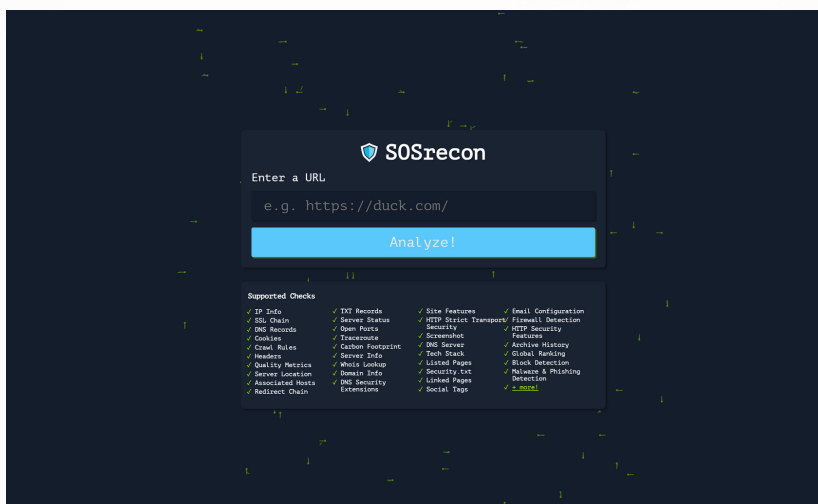 SOSrecon
Enter a URL
e.g. https://duck.com/
Analyze!
Supported Checks
✓ IP Info
✓ SSL Chain
✓ DNS Records
✓ Cookies
✓ Crawl Rules
✓ Headers
✓ Quality Metrics
✓ Server Location
✓ Associated Hosts
✓ Redirect Chain
✓ TXT Records
✓ Server Status
✓ Open Ports
✓ Traceroute
✓ Carbon Footprint
✓ Server Info
✓ Whois Lookup
✓ Domain Info
✓ DNS Security
Extensions
✓ Site Features
✓ HTTP Strict Transport
Security
✓ Screenshot
✓ DNS Server
✓ Tech Stack
✓ Listed Pages
✓ Security.txt
✓ Linked Pages
✓ Social Tags
✓ Email Configuration
✓ Firewall Detection
✓ HTTP Security
Features
✓ Archive History
✓ Global Ranking
✓ Block Detection
✓ Malware & Phishing
Detection
✓ + more!